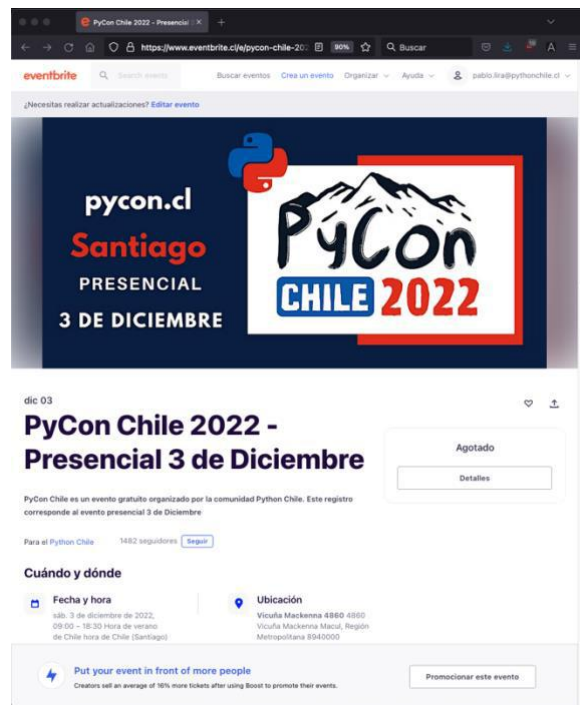 PyCon Chile 2022 - Presencial
https://www.eventbrite.cl/e/pycon-chile-202
90%
Buscar
eventbrite
Search events
Buscar eventos
Crea un evento
Organizar
Ayuda
pablo.lira@pythonchile.cl
¿Necesitas realizar actualizaciones? Editar evento
pycon.cl
Santiago
PRESENCIAL
3 DE DICIEMBRE
PyCon
CHILE 2022
dic 03
PyCon Chile 2022 -
Presencial 3 de Diciembre
Agotado
Detalles
PyCon Chile es un evento gratuito organizado por la comunidad Python Chile. Este registro
corresponde al evento presencial 3 de Diciembre
Para el Python Chile
1482 seguidores
Seguir
Cuándo y dónde
Fecha y hora
sáb. 3 de diciembre de 2022,
09:00 – 18:30 Hora de verano
de Chile hora de Chile (Santiago)
Ubicación
Vicuña Mackenna 4860 4860
Vicuña Mackenna Macul, Región
Metropolitana 8940000
Put your event in front of more people
Creators sell an average of 16% more tickets after using Boost to promote their events.
Promocionar este evento